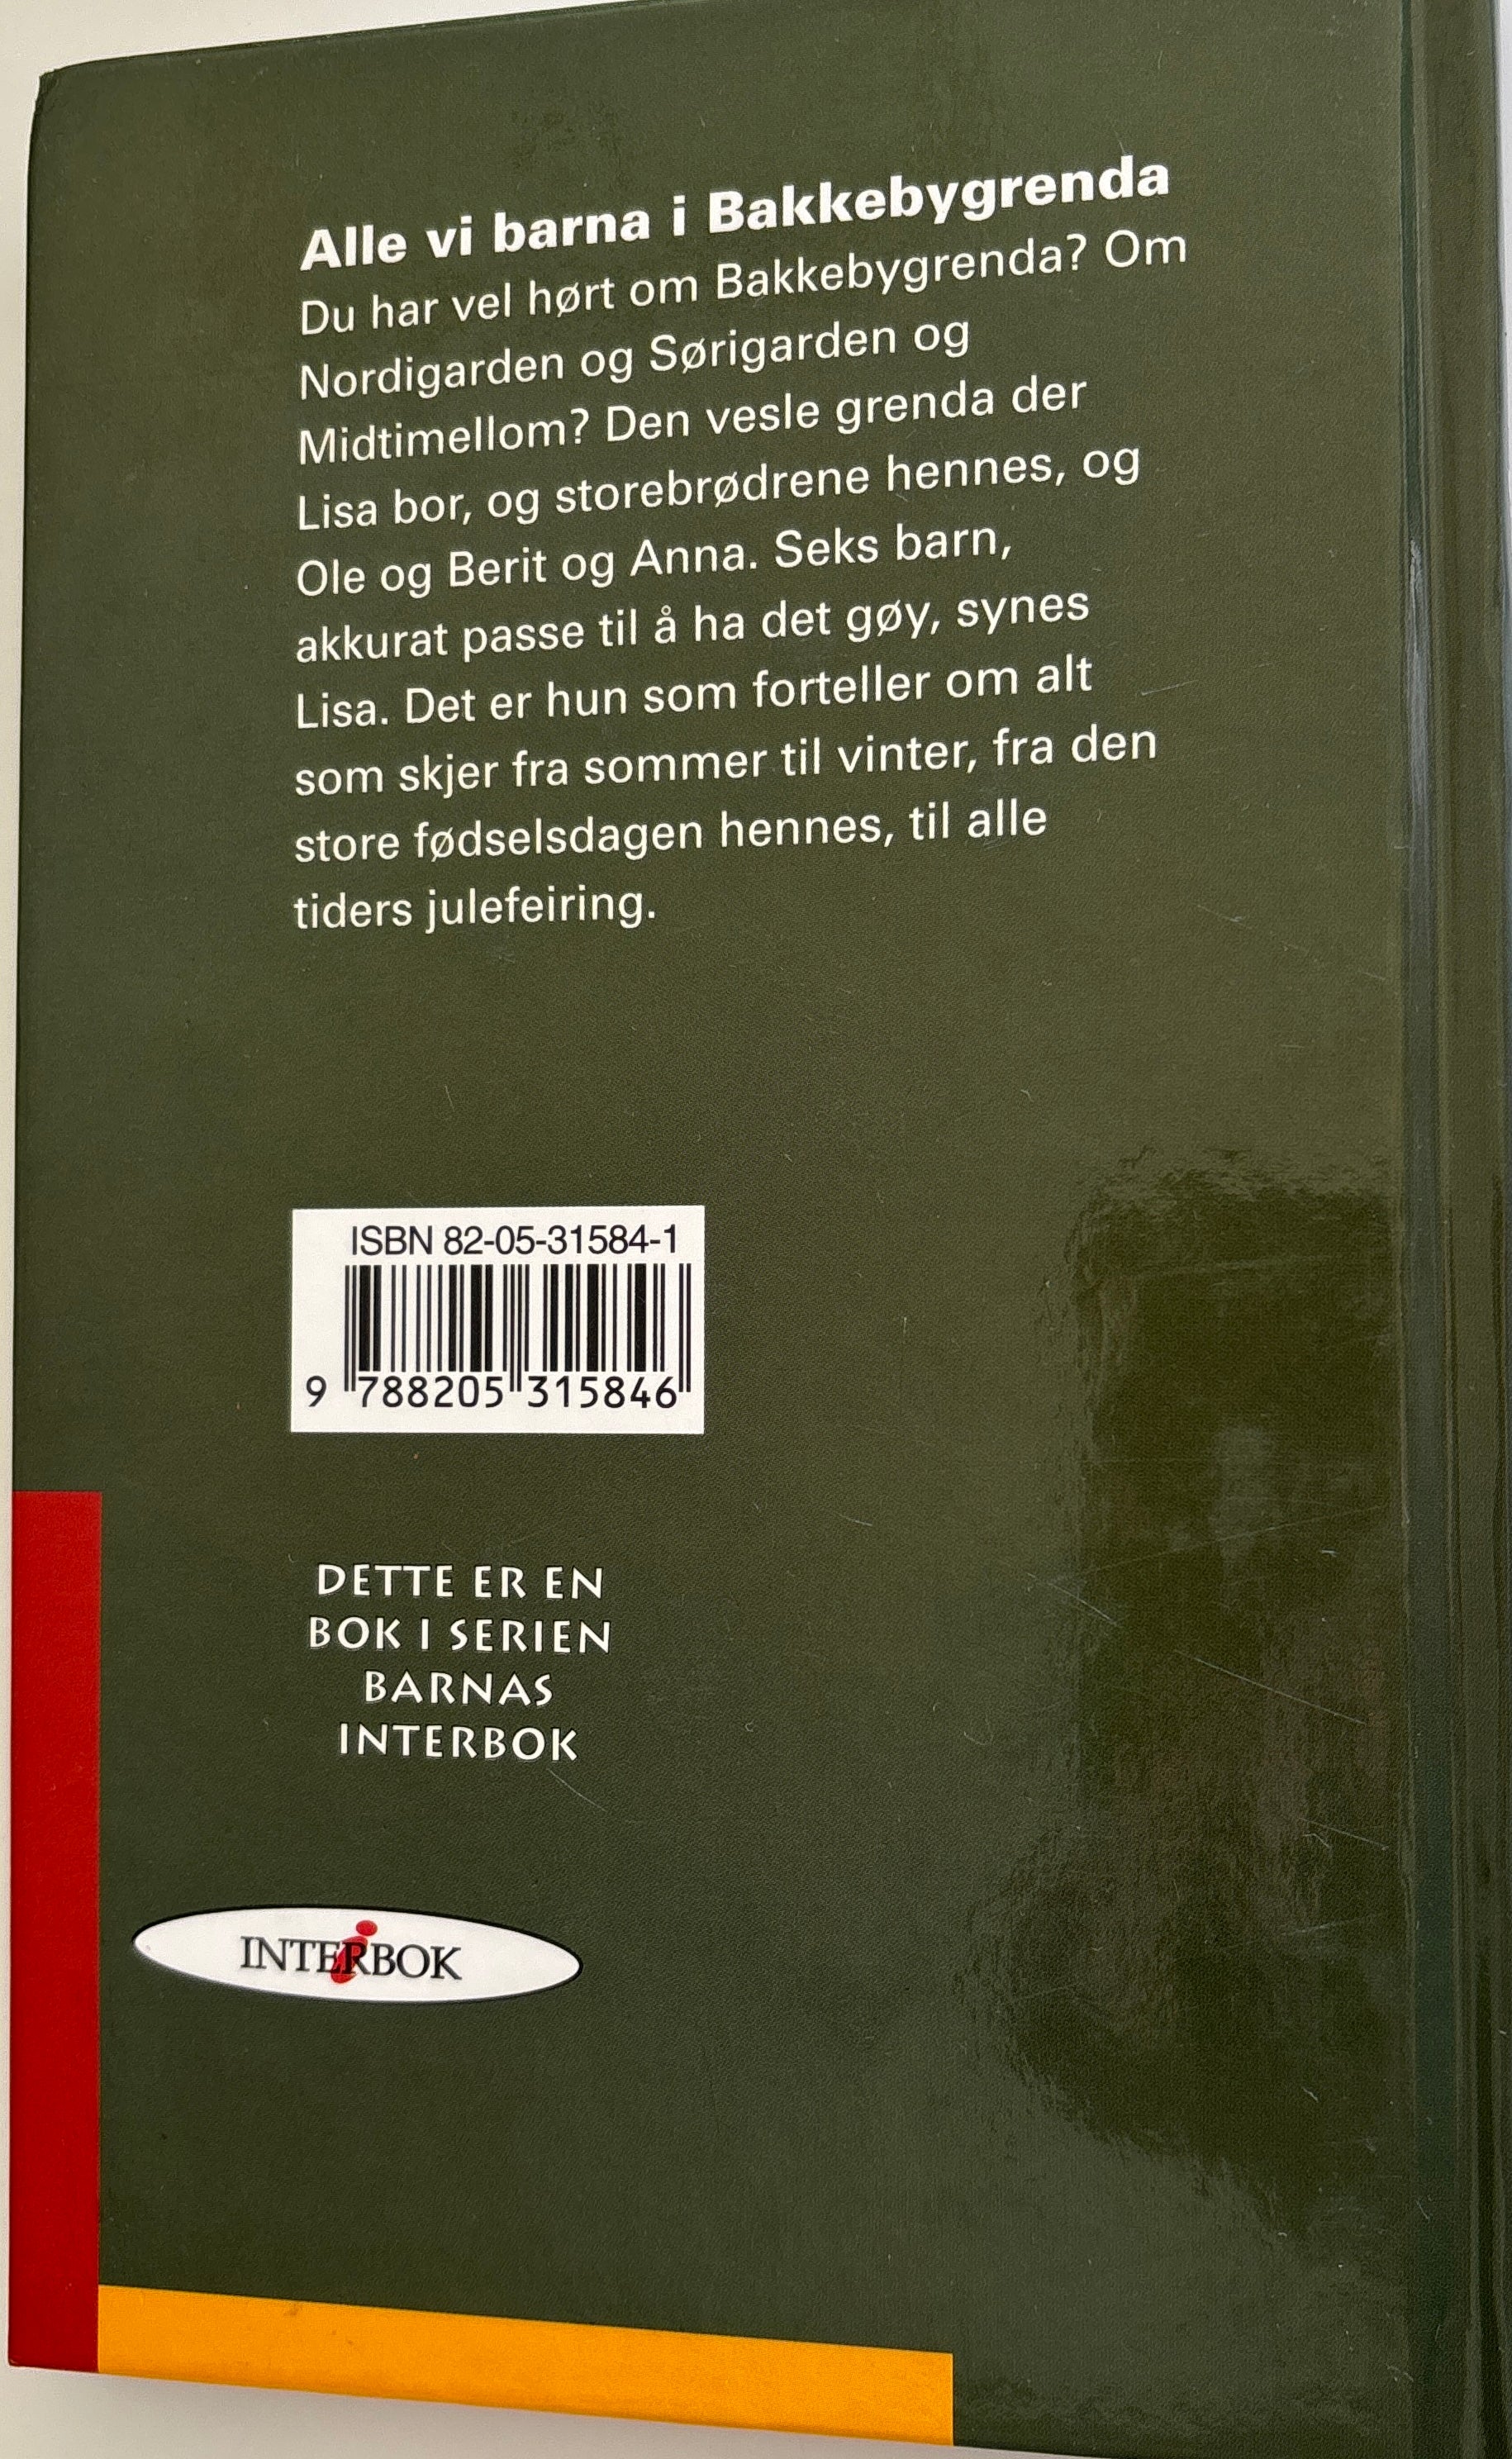 Alle vi barna i Bakkebygrenda
Du har vel hørt om Bakkebygrenda? Om
Nordigarden og Sørigarden og
Midtimellom? Den vesle grenda der
Lisa bor, og storebrødrene hennes, og
Ole og Berit og Anna. Seks barn,
akkurat passe til å ha det gøy, synes
Lisa. Det er hun som forteller om alt
som skjer fra sommer til vinter, fra den
store fødselsdagen hennes, til alle
tiders julefeiring.
ISBN 82-05-31584-1
9 788205 315846
DETTE ER EN
BOK I SERIEN
BARNAS
INTERBOK
INTERBOK